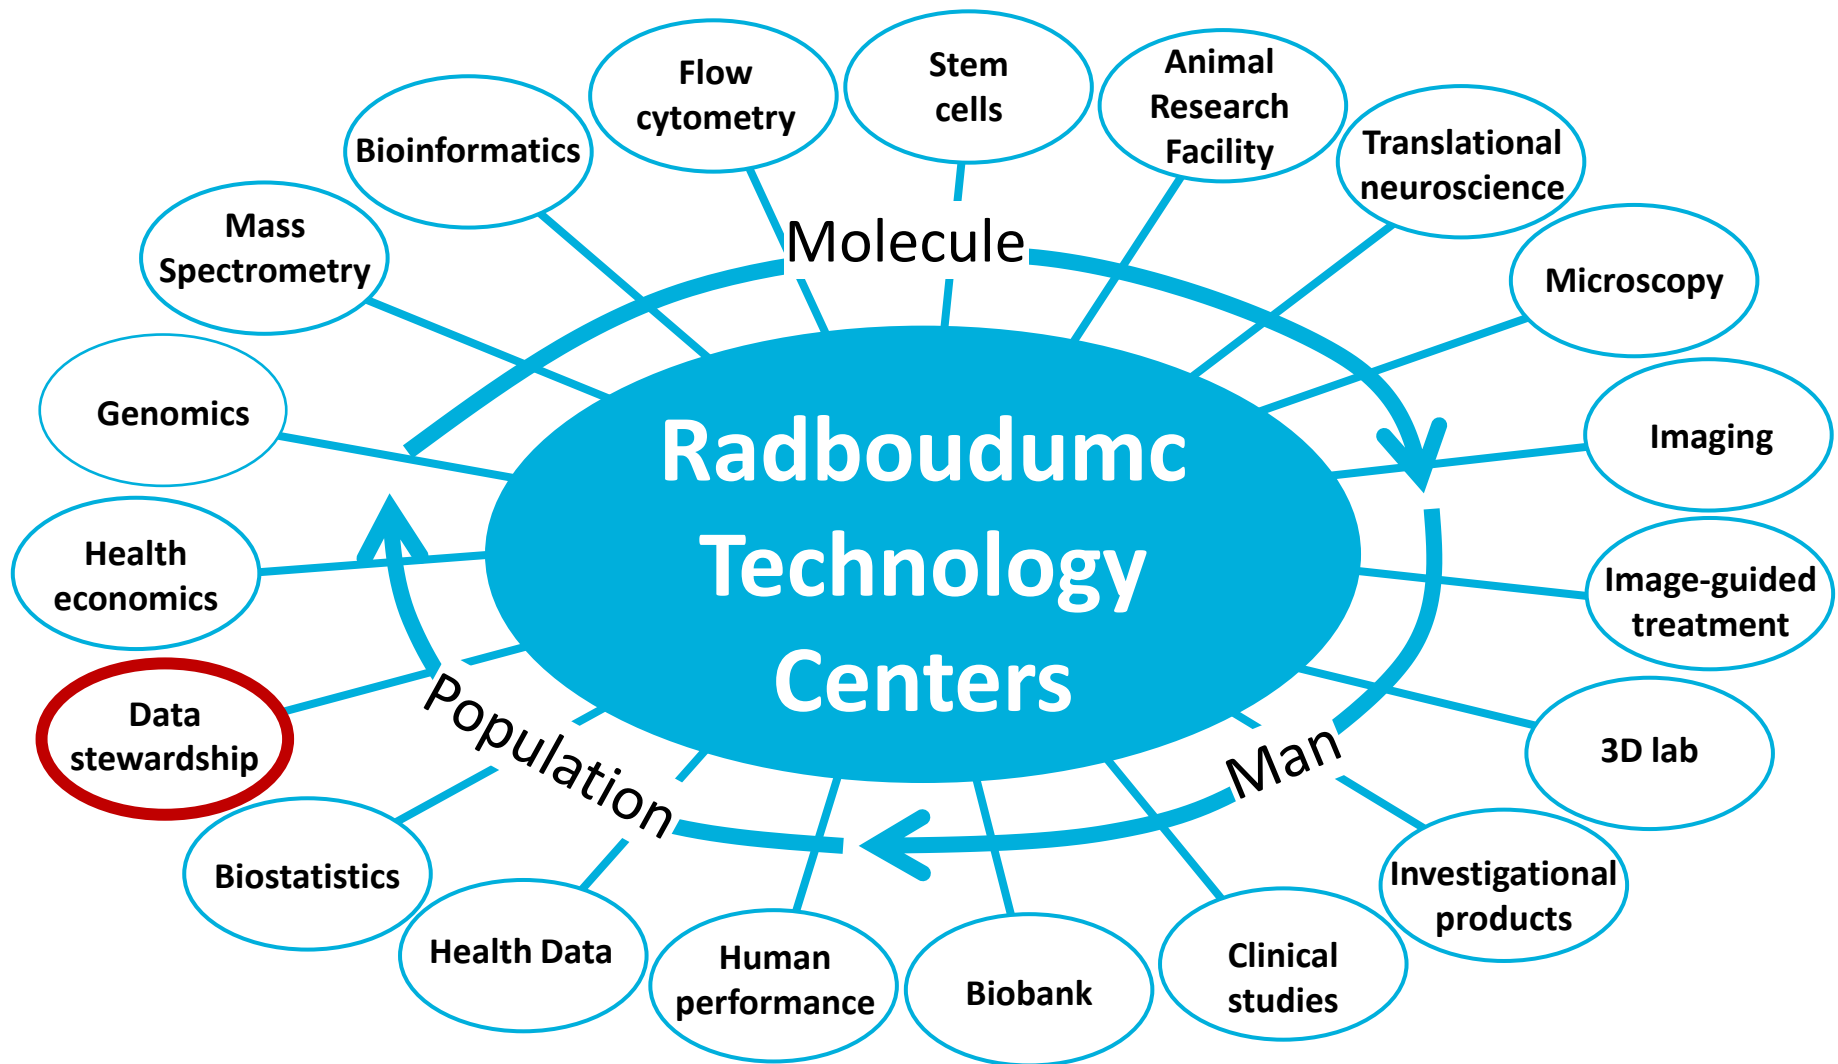 Flow
cytometry
Stem
cells
Animal
Research
Facility
Bioinformatics
Translational
neuroscience
Mass
Spectrometry
Molecule
Microscopy
Genomics
Imaging
Radboudumc
Technology
Centers
Health
economics
Image-guided
treatment
Data
stewardship
Population
Man
3D lab
Biostatistics
Investigational
products
Health Data
Human
performance
Biobank
Clinical
studies